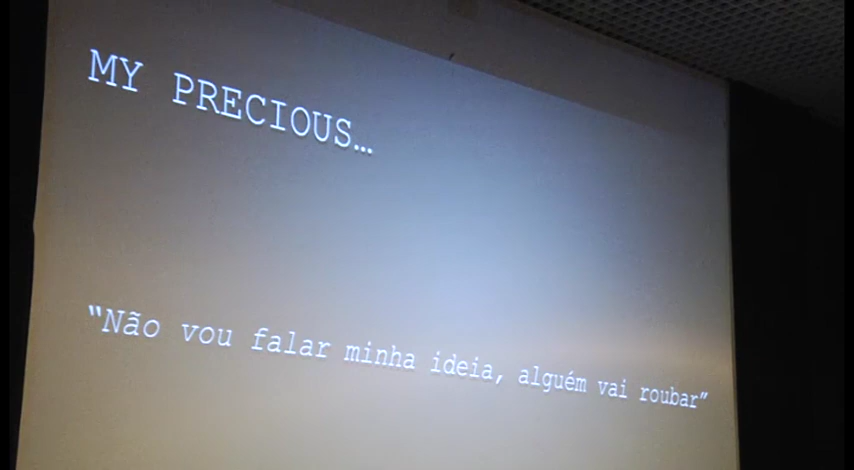 MY PRECIOUS…
“Não vou falar minha ideia, alguém vai roubar”